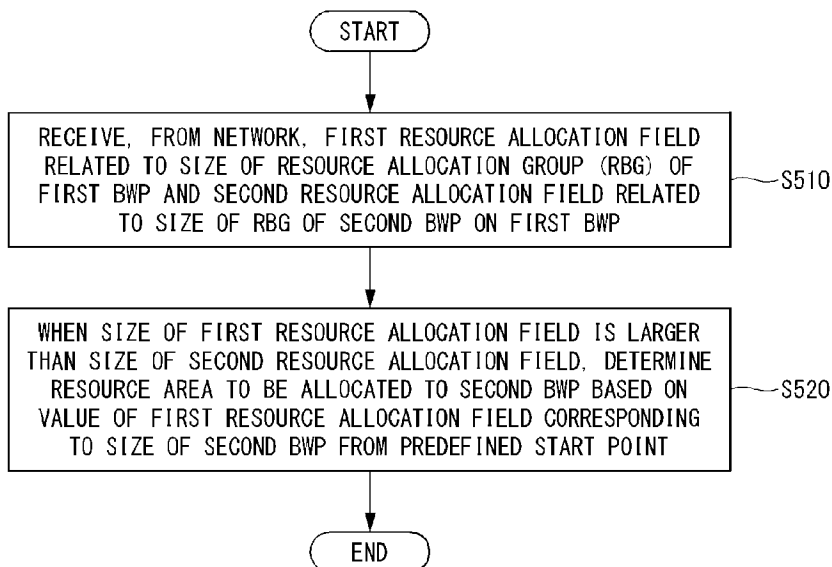 START
RECEIVE, FROM NETWORK, FIRST RESOURCE ALLOCATION FIELD
RELATED TO SIZE OF RESOURCE ALLOCATION GROUP (RBG) OF
FIRST BWP AND SECOND RESOURCE ALLOCATION FIELD RELATED
TO SIZE OF RBG OF SECOND BWP ON FIRST BWP
S510
WHEN SIZE OF FIRST RESOURCE ALLOCATION FIELD IS LARGER
THAN SIZE OF SECOND RESOURCE ALLOCATION FIELD, DETERMINE
RESOURCE AREA TO BE ALLOCATED TO SECOND BWP BASED ON
VALUE OF FIRST RESOURCE ALLOCATION FIELD CORRESPONDING
TO SIZE OF SECOND BWP FROM PREDEFINED START POINT
S520
END